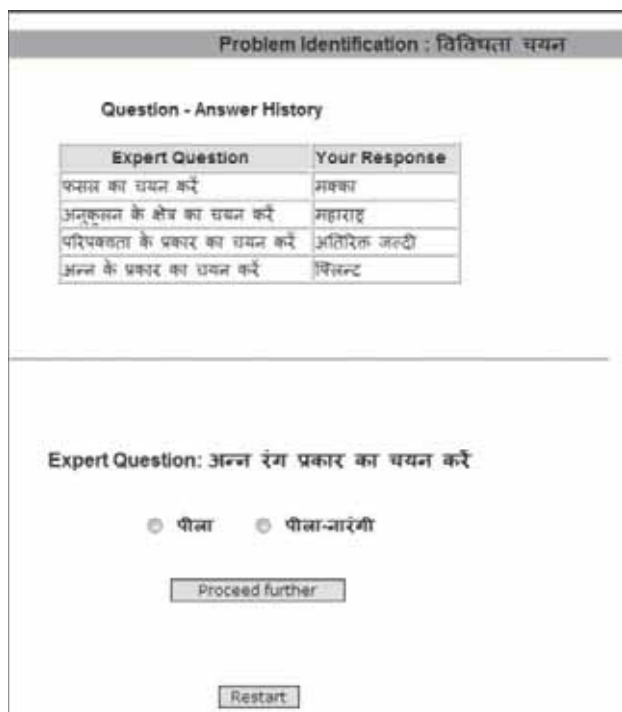 Problem Identification : विविधता चयन
Question - Answer History
Expert Question Your Response
फसल का चयन करें मक्का
अनुकूलन के क्षेत्र का चयन करें महाराष्ट्र
परिपक्वता के प्रकार का चयन करें अतिरिक्त जल्दी
अन्न के प्रकार का चयन करें फ्लिन्ट
Expert Question: अन्न रंग प्रकार का चयन करें
पीला पीला-नारंगी
Proceed further
Restart